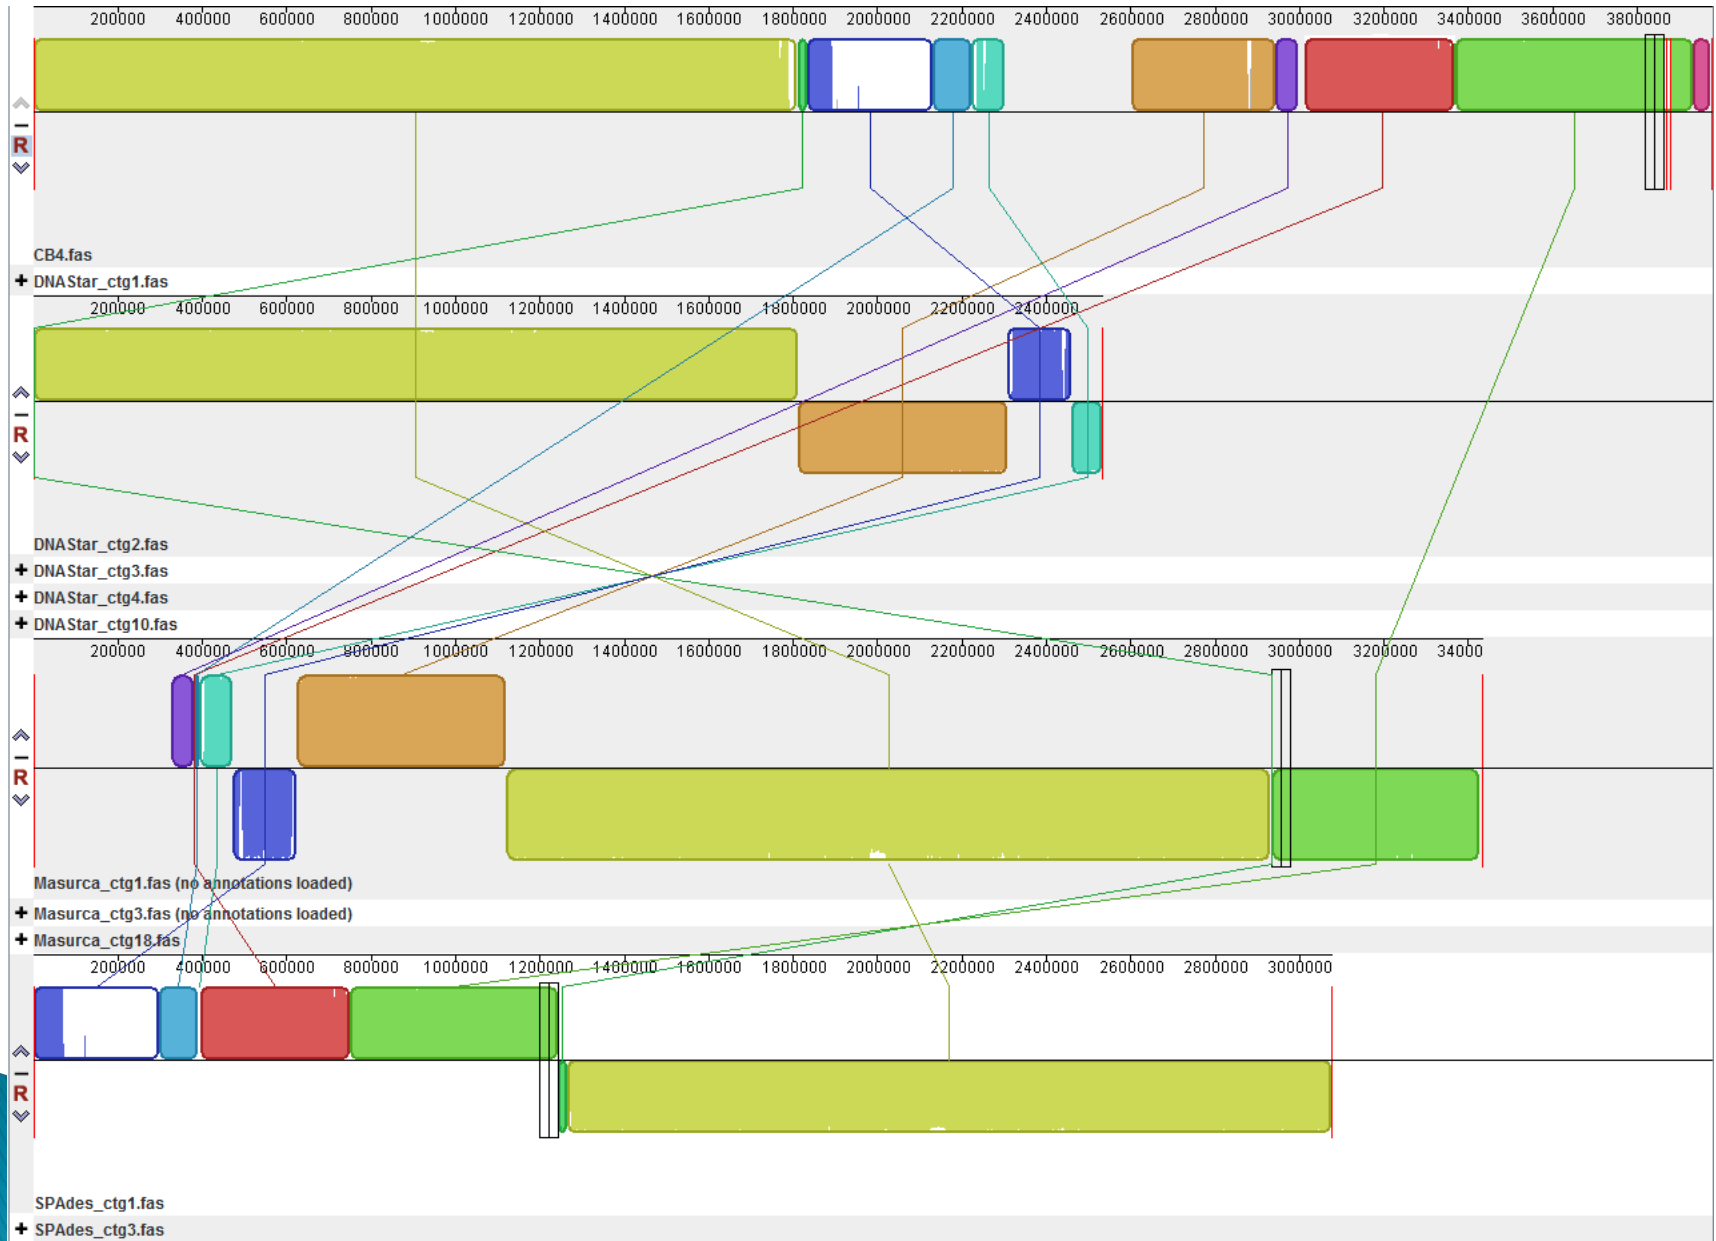 200000 400000 600000 800000 1000000 1200000 1400000 1600000 1800000 2000000 2200000 2400000 2600000 2800000 3000000 3200000 3400000 3600000 3800000
R
CB4.fas
+ DNAStar_ctg1.fas
200000 400000 600000 800000 1000000 1200000 1400000 1600000 1800000 2000000 2200000 2400000
R
DNAStar_ctg2.fas
+ DNAStar_ctg3.fas
+ DNAStar_ctg4.fas
+ DNAStar_ctg10.fas
200000 400000 600000 800000 1000000 1200000 1400000 1600000 1800000 2000000 2200000 2400000 2600000 2800000 3000000 3200000 34000
R
Masurca_ctg1.fas (no annotations loaded)
+ Masurca_ctg3.fas (no annotations loaded)
+ Masurca_ctg18.fas
200000 400000 600000 800000 1000000 1200000 1400000 1600000 1800000 2000000 2200000 2400000 2600000 2800000 3000000
R
SPAdes_ctg1.fas
+ SPAdes_ctg3.fas